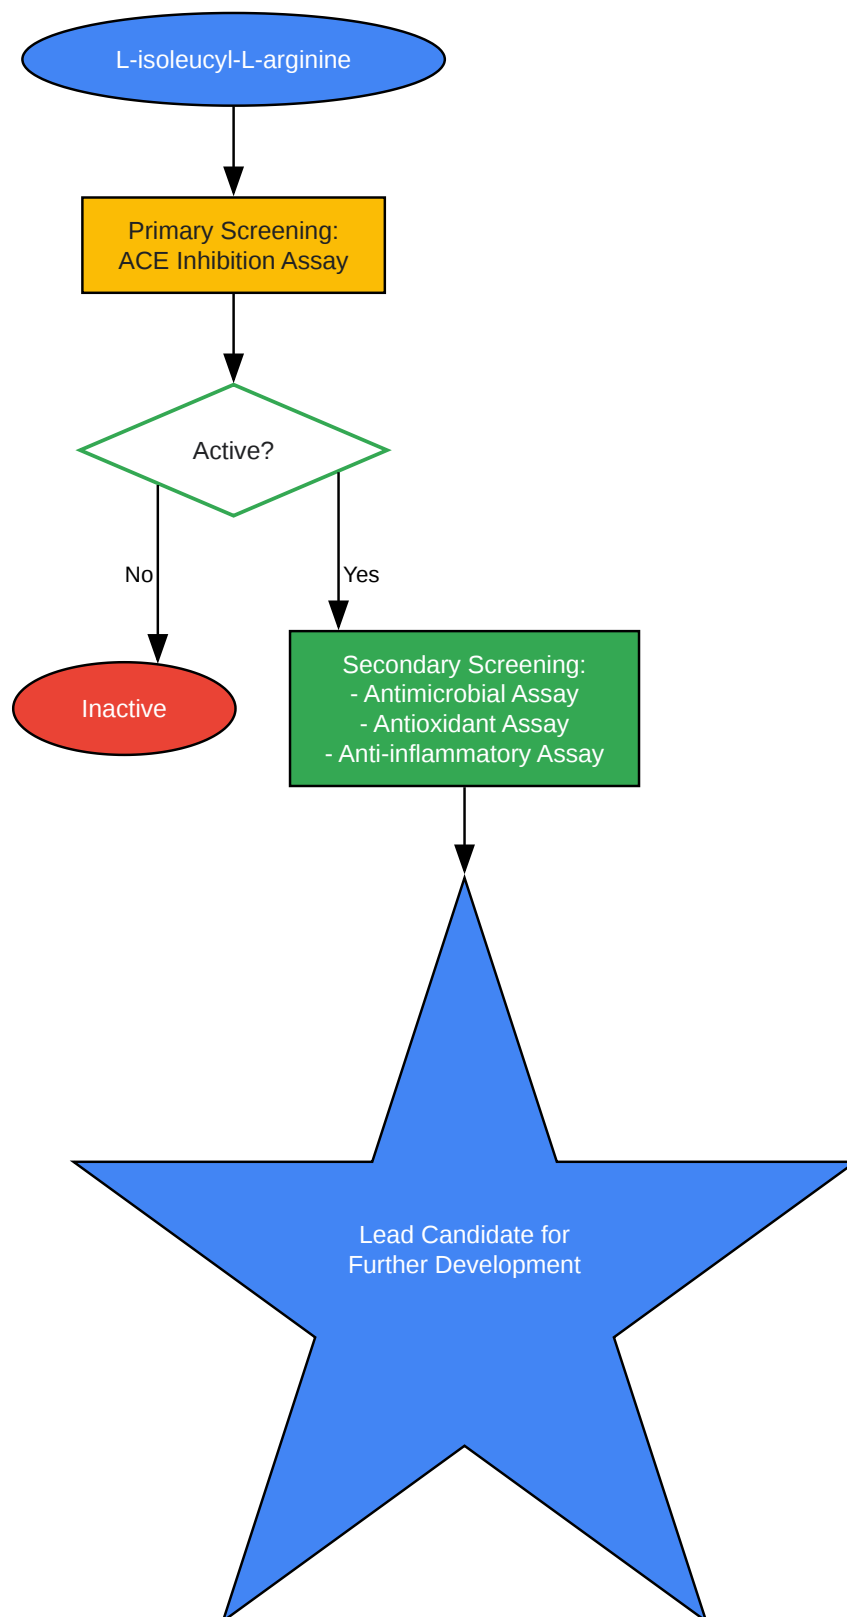 L-isoleucyl-L-arginine
Primary Screening:
ACE Inhibition Assay
Active?
No
Yes
Inactive
Secondary Screening:
- Antimicrobial Assay
- Antioxidant Assay
- Anti-inflammatory Assay
Lead Candidate for
Further Development